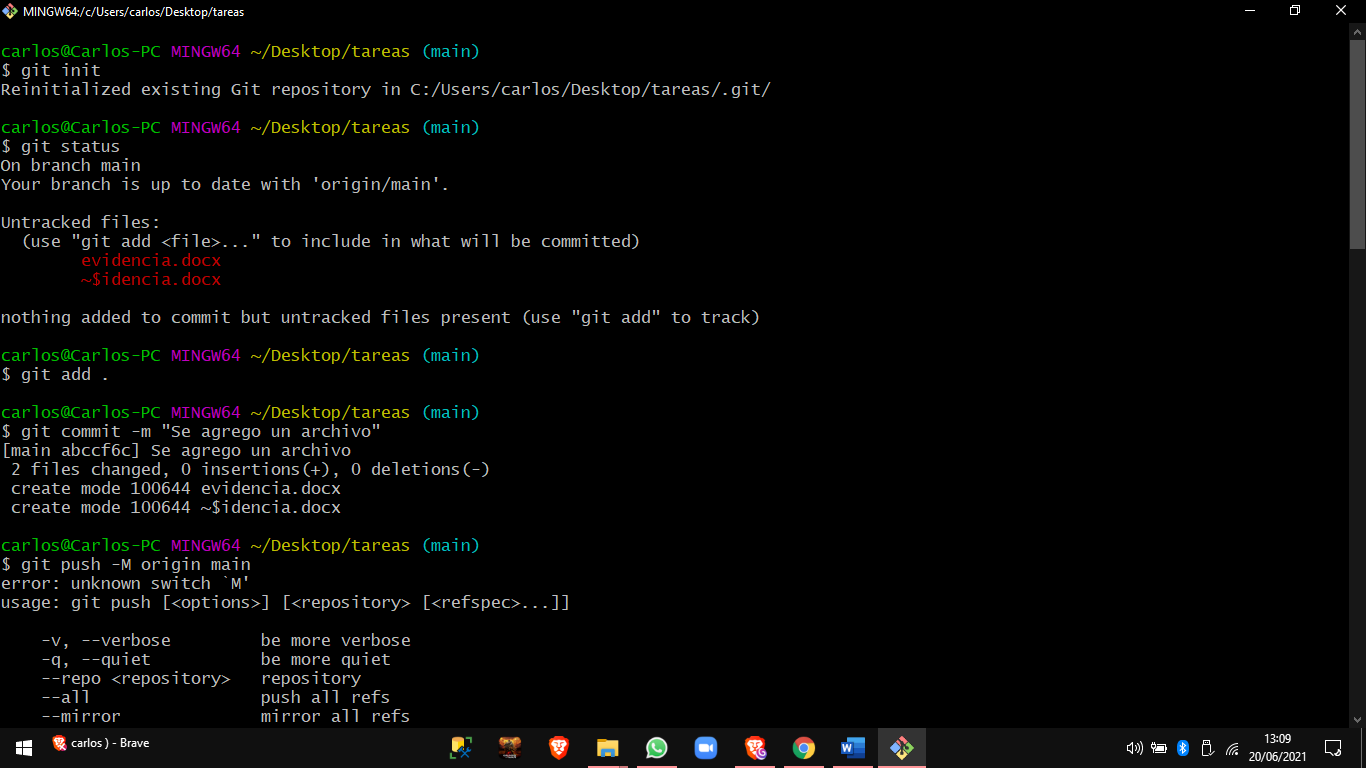 MINGW64:/c/Users/carlos/Desktop/tareas
carlos@Carlos-PC MINGW64 ~/Desktop/tareas (main)
$ git init
Reinitialized existing Git repository in C:/Users/carlos/Desktop/tareas/.git/
carlos@Carlos-PC MINGW64 ~/Desktop/tareas (main)
$ git status
On branch main
Your branch is up to date with 'origin/main'.
Untracked files:
(use "git add <file>..." to include in what will be committed)
evidencia.docx
~$idencia.docx
nothing added to commit but untracked files present (use "git add" to track)
carlos@Carlos-PC MINGW64 ~/Desktop/tareas (main)
$ git add .
carlos@Carlos-PC MINGW64 ~/Desktop/tareas (main)
$ git commit -m "Se agrego un archivo"
[main abccf6c] Se agrego un archivo
2 files changed, 0 insertions(+), 0 deletions(-)
create mode 100644 evidencia.docx
create mode 100644 ~$idencia.docx
carlos@Carlos-PC MINGW64 ~/Desktop/tareas (main)
$ git push -M origin main
error: unknown switch `M'
usage: git push [<options>] [<repository> [<refspec>...]]
-v, --verbose be more verbose
-q, --quiet be more quiet
--repo <repository> repository
--all push all refs
--mirror mirror all refs
carlos ) - Brave
13:09
20/06/2021